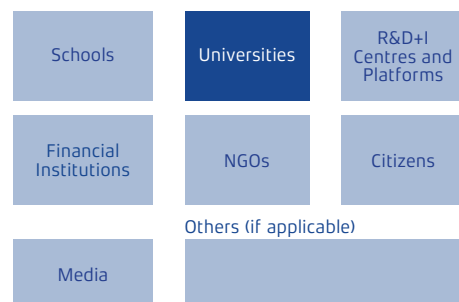 Schools
Universities
R&D+I
Centres and
Platforms
Financial
Institutions
NGOs
Citizens
Others (if applicable)
Media